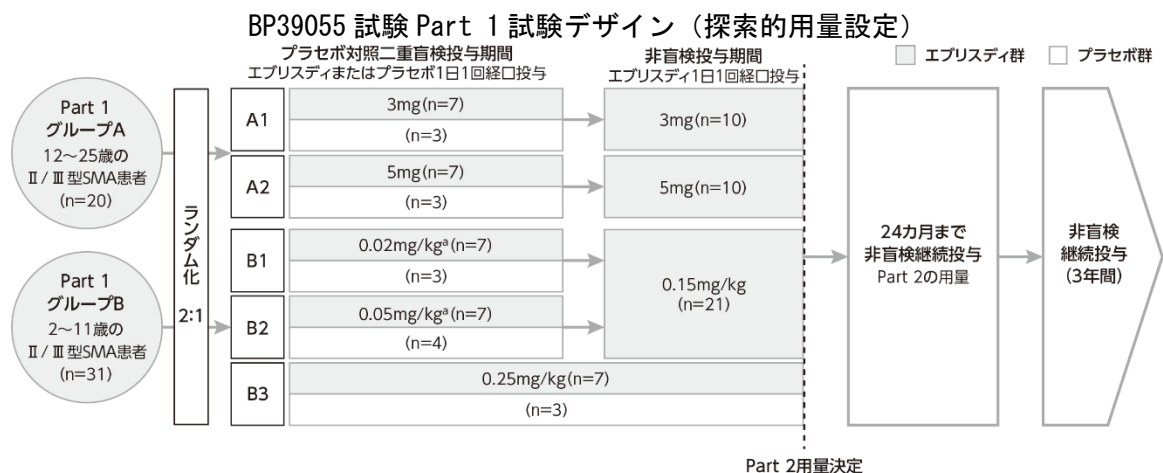 BP39055 試験 Part 1 試験デザイン（探索的用量設定）
プラセボ対照二重盲検投与期間
エブリスディまたはプラセボ1日1回経口投与
非盲検投与期間
エブリスディ1日1回経口投与
エブリスディ群
プラセボ群
Part 1
グループA
12～25歳の
Ⅱ/Ⅲ型SMA患者
(n=20)
Part 1
グループB
2～11歳の
Ⅱ/Ⅲ型SMA患者
(n=31)
ランダム化
2:1
A1
3mg(n=7)
(n=3)
3mg(n=10)
A2
5mg(n=7)
(n=3)
5mg(n=10)
B1
0.02mg/kgᵃ(n=7)
(n=3)
B2
0.05mg/kgᵃ(n=7)
(n=4)
0.15mg/kg
(n=21)
B3
0.25mg/kg(n=7)
(n=3)
24カ月まで
非盲検継続投与
Part 2の用量
非盲検
継続投与
(3年間)
Part 2用量決定